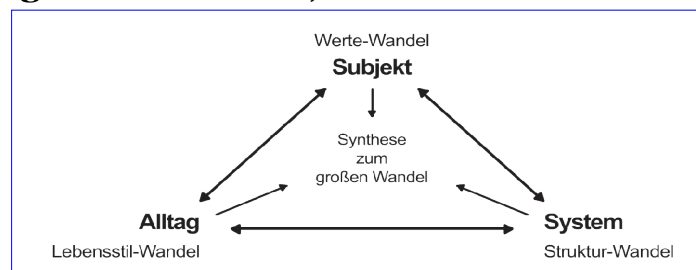 Werte-Wandel
Subjekt
Synthese
zum
großen Wandel
Alltag
System
Lebensstil-Wandel
Struktur-Wandel